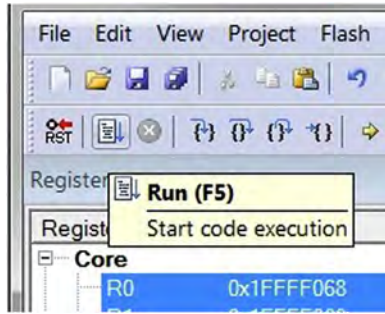 File Edit View Project Flash
RST
Register
Run (F5)
Regist
Start code execution
Core
R0 0x1FFFF068